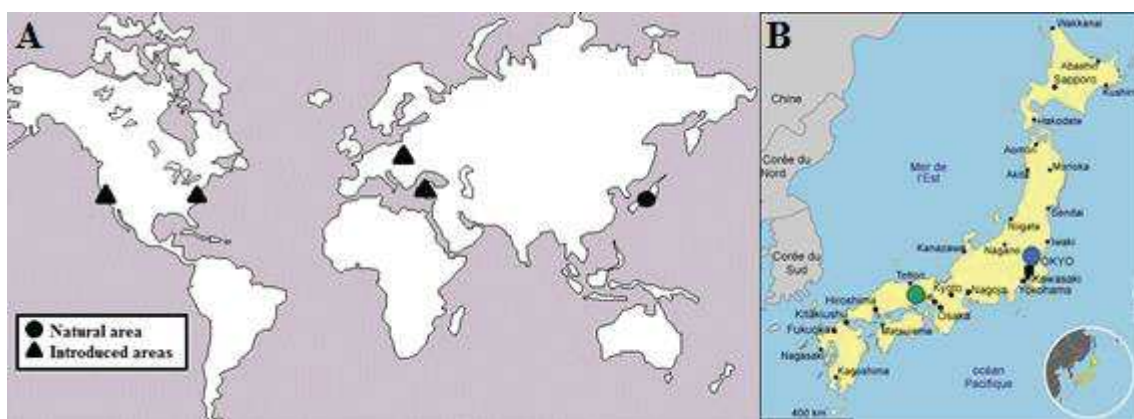 A
Natural area
Introduced areas
B
Wakkanai
Abashiri
Sapporo
Kushiro
Chine
Hakodate
Corée du
Nord
Aomori
Mer de
l'Est
Akita
Morioka
Sendai
Niigata
Corée du
Sud
Kanazawa
Nagano
Iwaki
TOKYO
Kawasaki
Yokohama
Tottori
Kyoto
Nagoya
Hiroshima
Osaka
Kitakiushu
Fukuoka
Matsuyama
Nagasaki
Kagoshima
océan
Pacifique
400 km